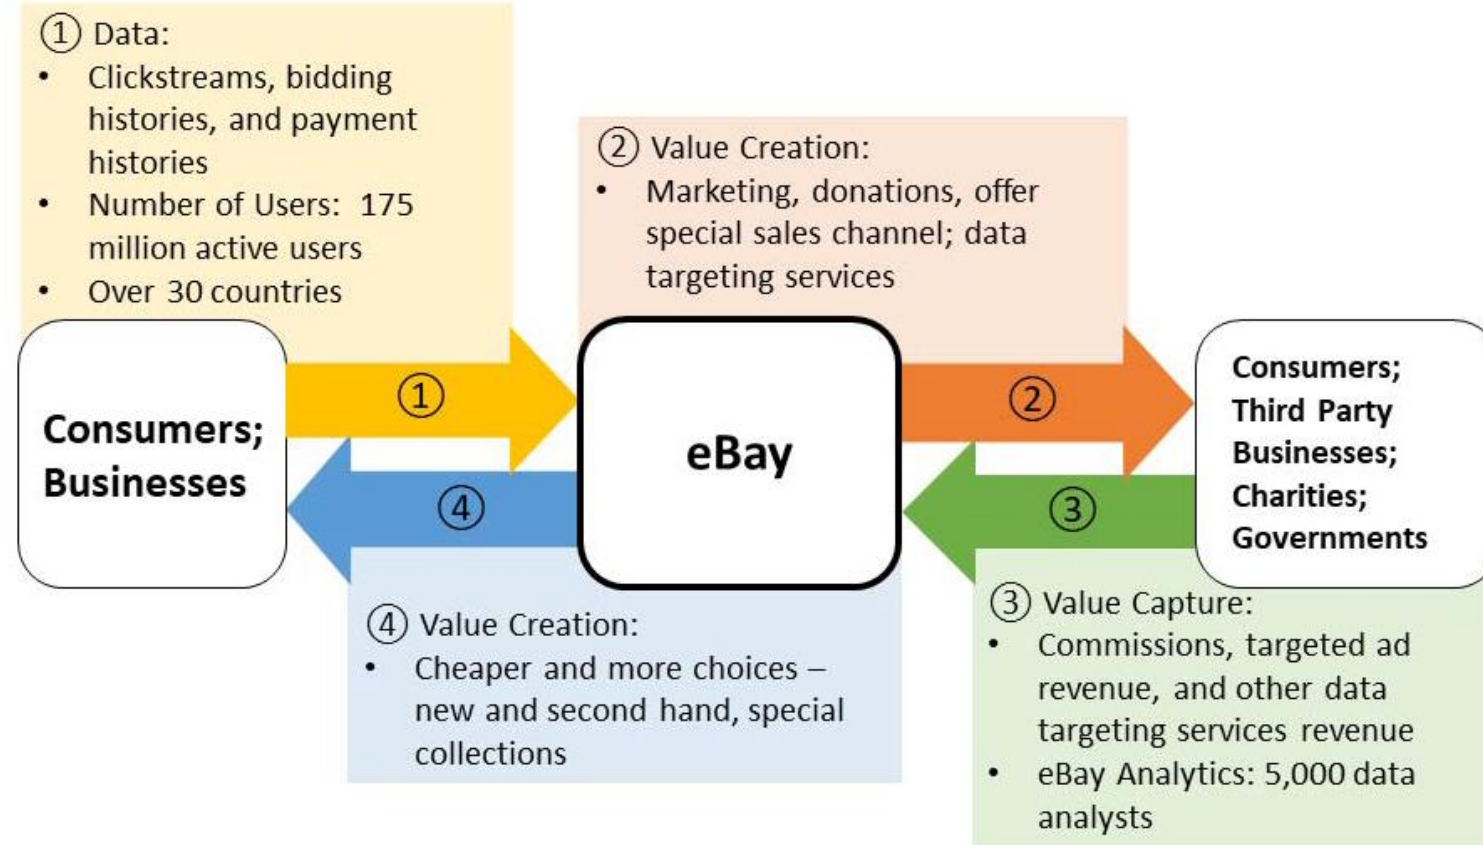 ① Data:
• Clickstreams, bidding
histories, and payment
histories
• Number of Users: 175
million active users
• Over 30 countries
② Value Creation:
• Marketing, donations, offer
special sales channel; data
targeting services
Consumers;
Businesses
①
④
eBay
②
③
Consumers;
Third Party
Businesses;
Charities;
Governments
④ Value Creation:
• Cheaper and more choices –
new and second hand, special
collections
③ Value Capture:
• Commissions, targeted ad
revenue, and other data
targeting services revenue
• eBay Analytics: 5,000 data
analysts